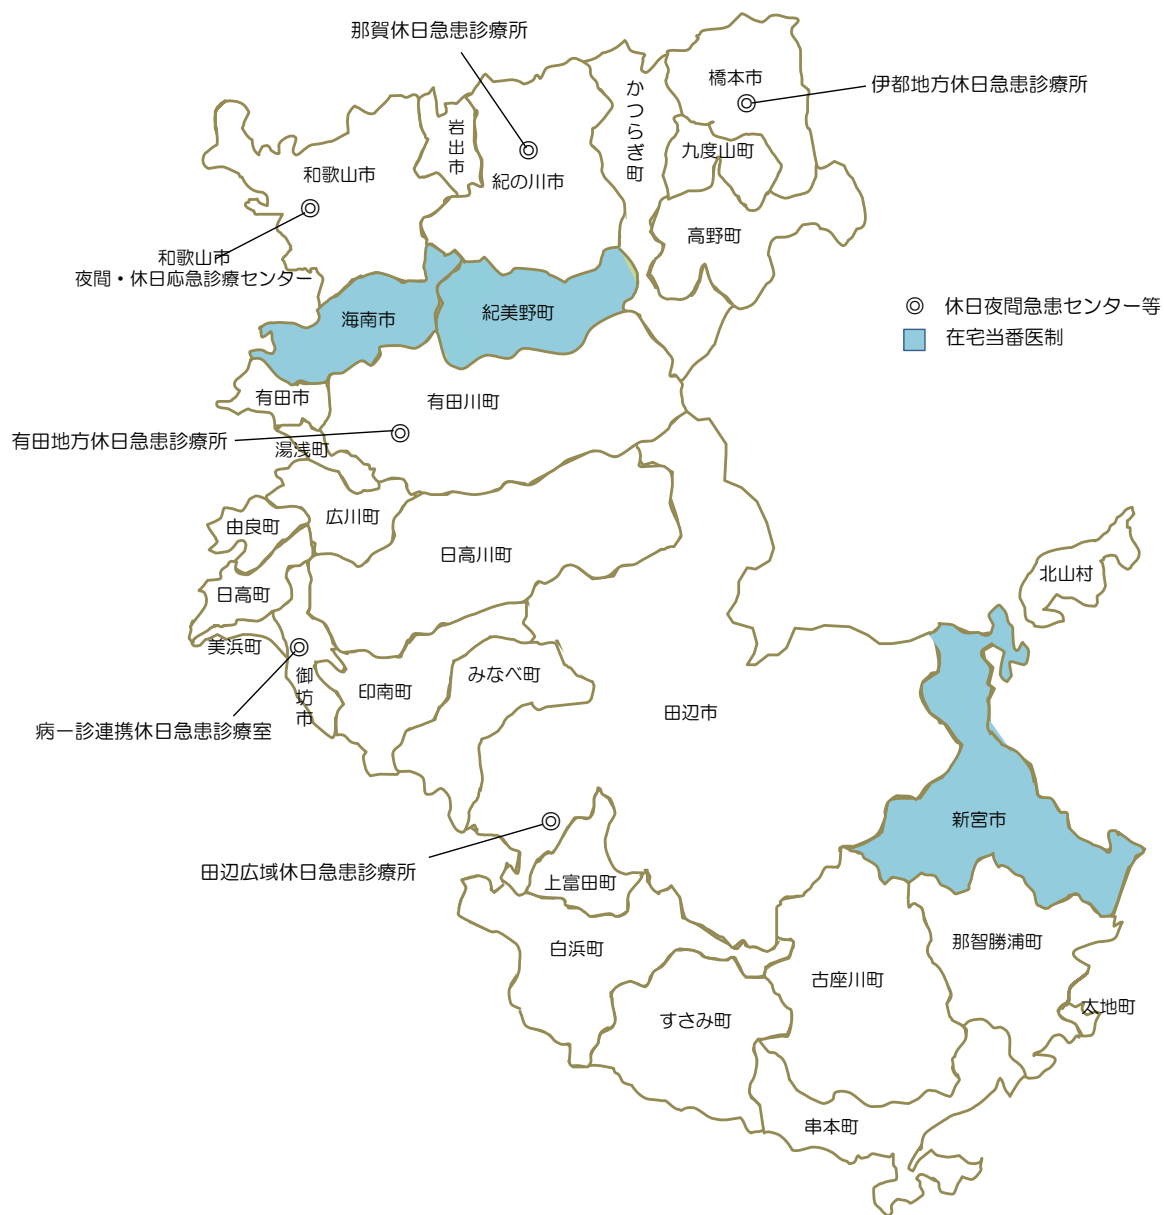 那賀休日急患診療所
橋本市
伊都地方休日急患診療所
かつらぎ町
岩出市
九度山町
和歌山市
紀の川市
高野町
和歌山市
夜間・休日応急診療センター
◎ 休日夜間急患センター等
海南市
紀美野町
在宅当番医制
有田市
有田川町
有田地方休日急患診療所
湯浅町
広川町
由良町
日高川町
北山村
日高町
美浜町
御坊市
みなべ町
印南町
田辺市
病ー診連携休日急患診療室
新宮市
田辺広域休日急患診療所
上富田町
白浜町
那智勝浦町
古座川町
太地町
すさみ町
串本町